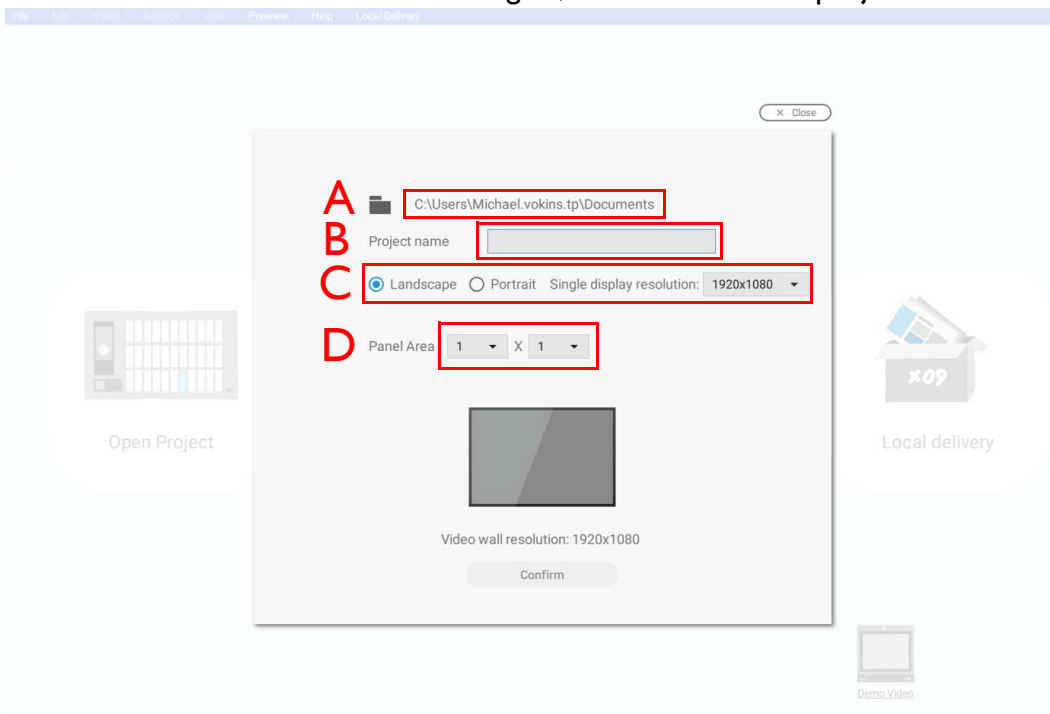 File Edit Insert Arrange View Preview Help Local Delivery
× Close
A C:\Users\Michael.vokins.tp\Documents
B Project name
C Landscape Portrait Single display resolution: 1920x1080
D Panel Area 1 X 1
x09
Open Project
Local delivery
Video wall resolution: 1920x1080
Confirm
Demo Video